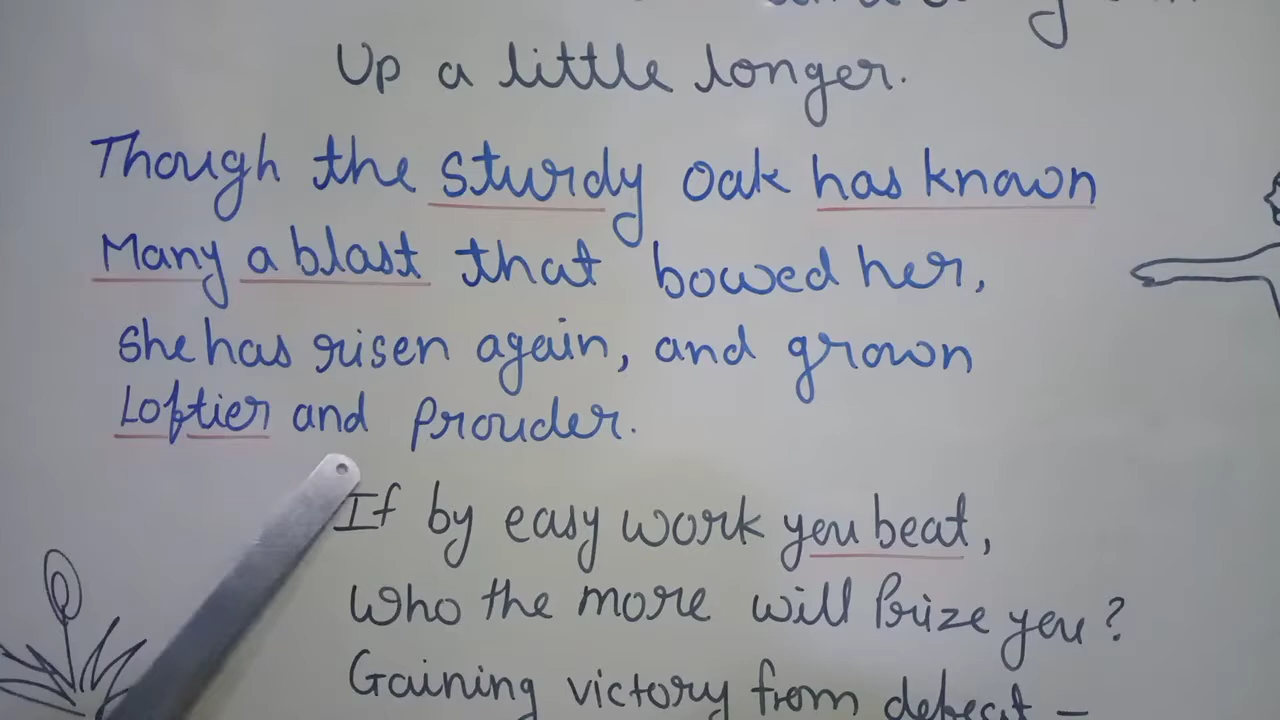 Up a little longer.
Though the sturdy oak has known
Many a blast that bowed her,
She has risen again, and grown
Loftier and Prouder.
If by easy work you beat,
Who the more will Prize you?
Gaining victory from defeat –